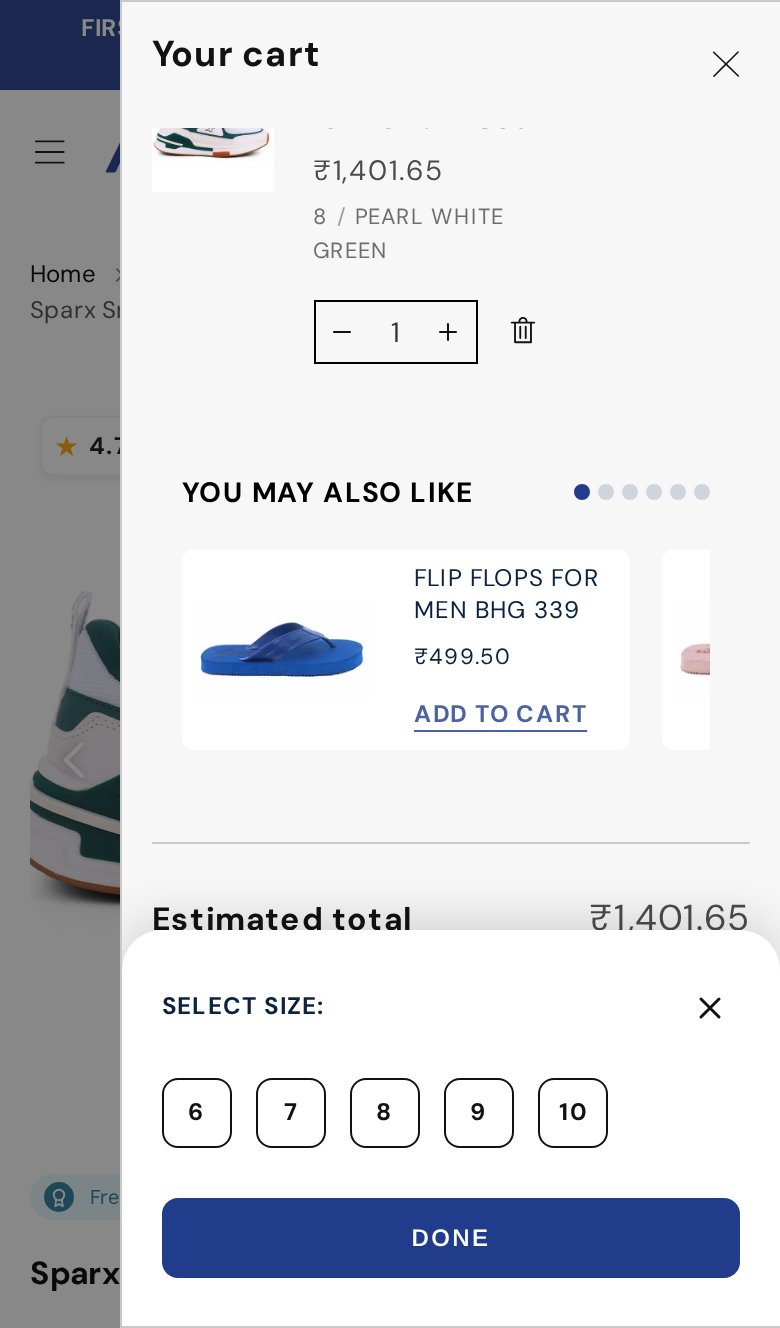 FIRS
Your cart
₹1,401.65
8 / PEARL WHITE
GREEN
Home
Sparx Sn
− 1 +
4.7
YOU MAY ALSO LIKE
FLIP FLOPS FOR
MEN BHG 339
₹499.50
ADD TO CART
Estimated total ₹1,401.65
SELECT SIZE:
6 7 8 9 10
Fre
DONE
Sparx